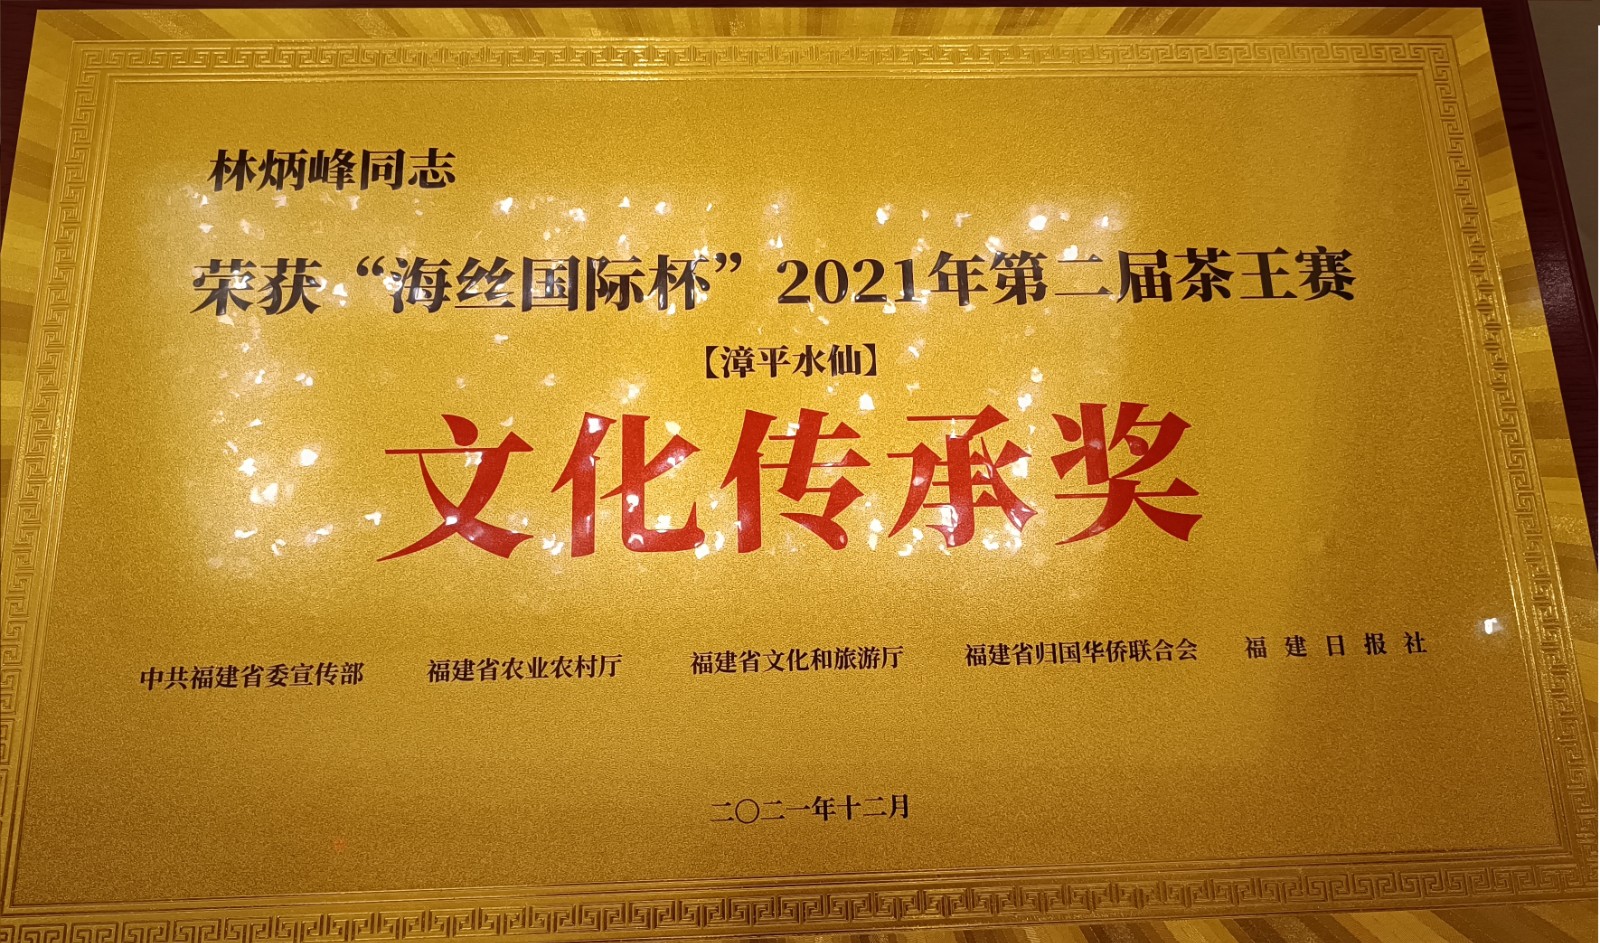 林炳峰同志
荣获“海丝国际杯”2021年第二届茶王赛
【漳平水仙】
文化传承奖
中共福建省委宣传部 福建省农业农村厅 福建省文化和旅游厅 福建省归国华侨联合会 福建日报社
二〇二一年十二月